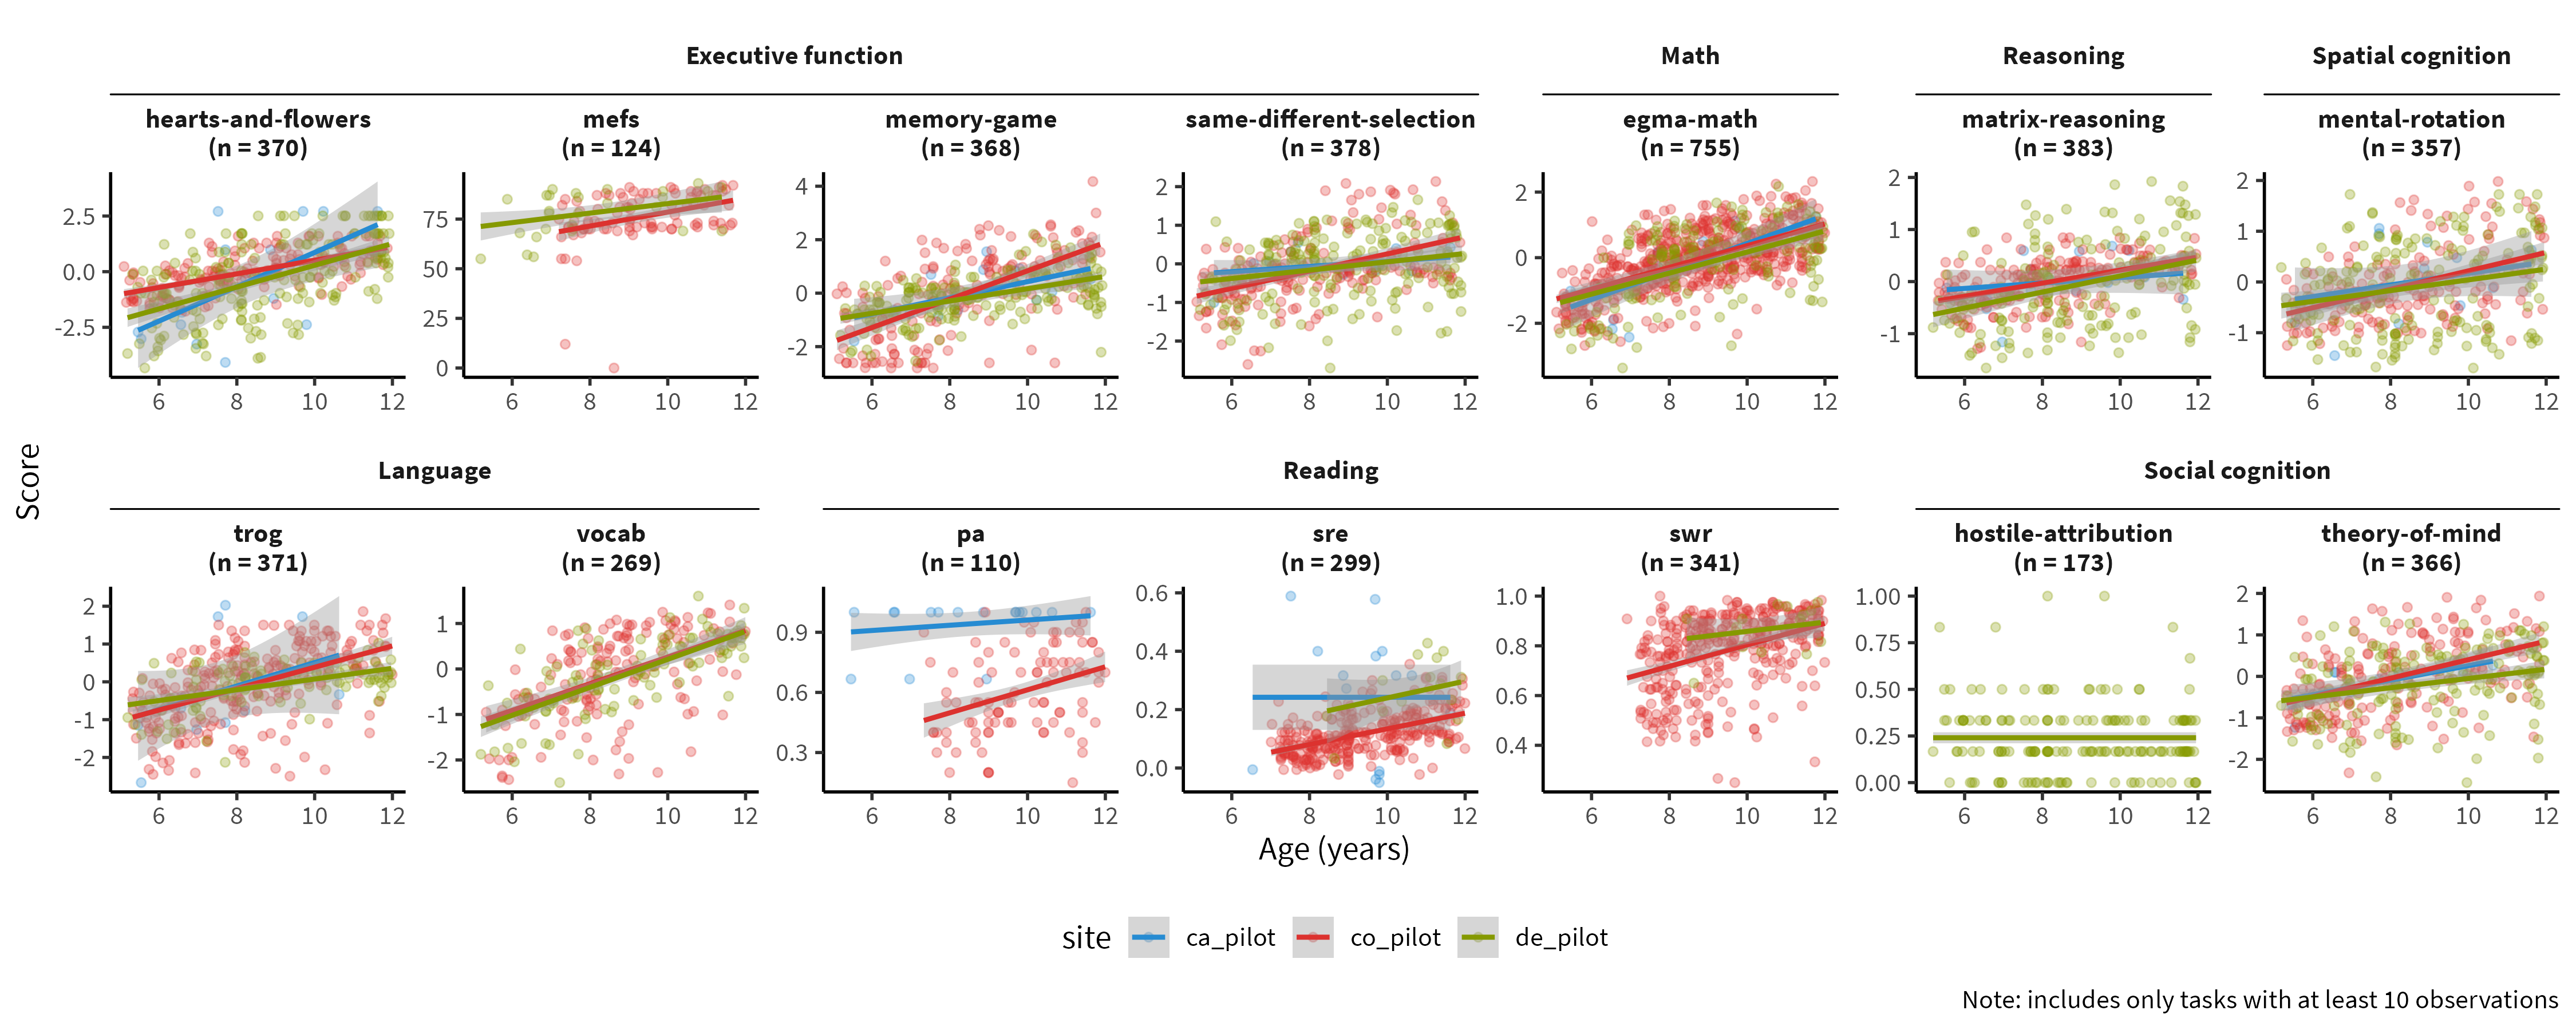 Executive function
Math
Reasoning
Spatial cognition
hearts-and-flowers
(n = 370)
mefs
(n = 124)
memory-game
(n = 368)
same-different-selection
(n = 378)
egma-math
(n = 755)
matrix-reasoning
(n = 383)
mental-rotation
(n = 357)
2.5
0.0
-2.5
6 8 10 12
75
50
25
0
6 8 10 12
4
2
0
-2
6 8 10 12
2
1
0
-1
-2
6 8 10 12
2
0
-2
6 8 10 12
2
1
0
-1
6 8 10 12
2
1
0
-1
6 8 10 12
Score
Language
Reading
Social cognition
trog
(n = 371)
vocab
(n = 269)
pa
(n = 110)
sre
(n = 299)
swr
(n = 341)
hostile-attribution
(n = 173)
theory-of-mind
(n = 366)
2
1
0
-1
-2
6 8 10 12
1
0
-1
-2
6 8 10 12
0.9
0.6
0.3
6 8 10 12
0.6
0.4
0.2
0.0
6 8 10 12
1.0
0.8
0.6
0.4
6 8 10 12
1.00
0.75
0.50
0.25
0.00
6 8 10 12
2
1
0
-1
-2
6 8 10 12
Age (years)
site ca_pilot co_pilot de_pilot
Note: includes only tasks with at least 10 observations